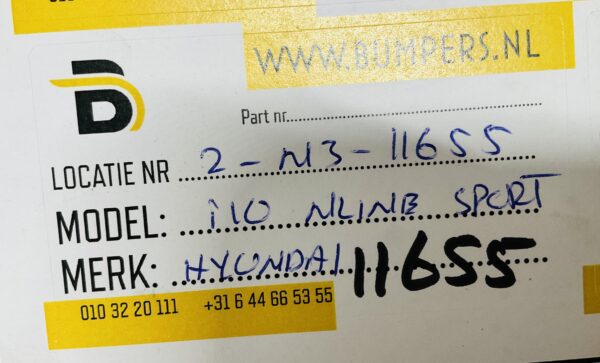 WWW.BUMPERS.NL
B
Part nr.
LOCATIE NR 2-N3-11655
MODEL: i10 NLINE SPORT
MERK: HYUNDAI 11655
010 32 20 111 +31 6 44 66 53 55